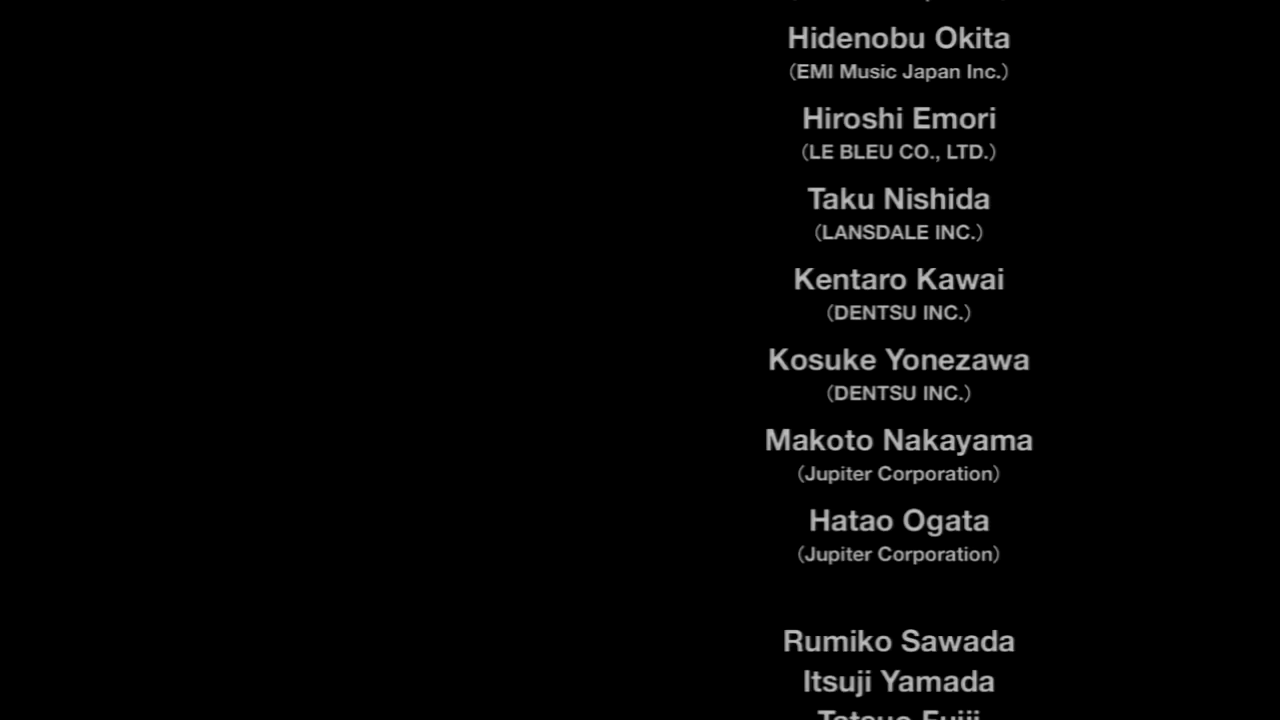 Hidenobu Okita
（EMI Music Japan Inc.）
Hiroshi Emori
（LE BLEU CO., LTD.）
Taku Nishida
（LANSDALE INC.）
Kentaro Kawai
（DENTSU INC.）
Kosuke Yonezawa
（DENTSU INC.）
Makoto Nakayama
（Jupiter Corporation）
Hatao Ogata
（Jupiter Corporation）
Rumiko Sawada
Itsuji Yamada